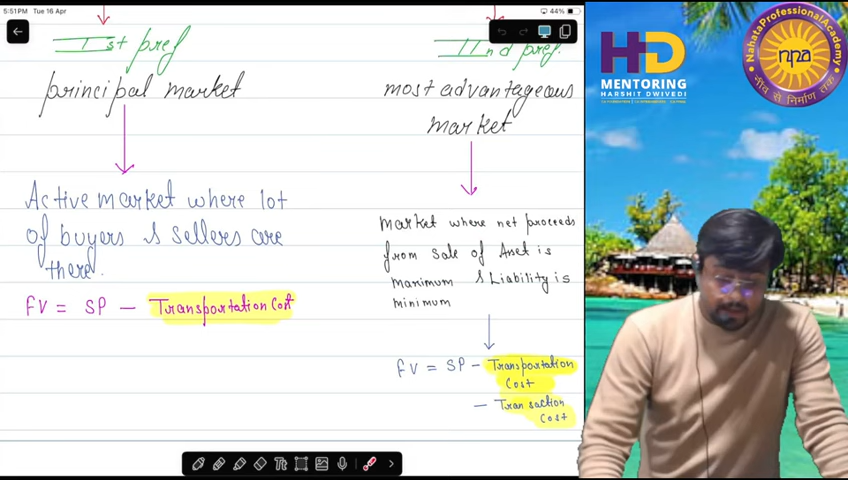 5:51PM Tue 16 Apr
44%
Ist pref
IInd pref.
principal market
most advantageous
market
Active market where lot
of buyers & sellers are
there.
FV = SP - Transportation Cost
market where net proceeds
from sale of Asset is
maximum & Liability is
minimum
FV = SP - Transportation
Cost
- Transaction
Cost
HD
MENTORING
HARSHIT DWIVEDI
NahataProfessionalAcademy
npa
नींव से निर्माण तक